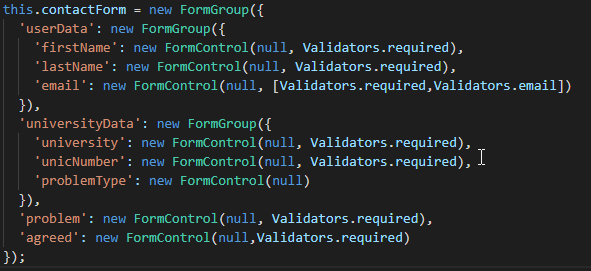 this.contactForm = new FormGroup({
  'userData': new FormGroup({
    'firstName': new FormControl(null, Validators.required),
    'lastName': new FormControl(null, Validators.required),
    'email': new FormControl(null, [Validators.required,Validators.email])
  }),
  'universityData': new FormGroup({
    'university': new FormControl(null, Validators.required),
    'unicNumber': new FormControl(null, Validators.required),
    'problemType': new FormControl(null)
  }),
  'problem': new FormControl(null, Validators.required),
  'agreed': new FormControl(null,Validators.required)
});